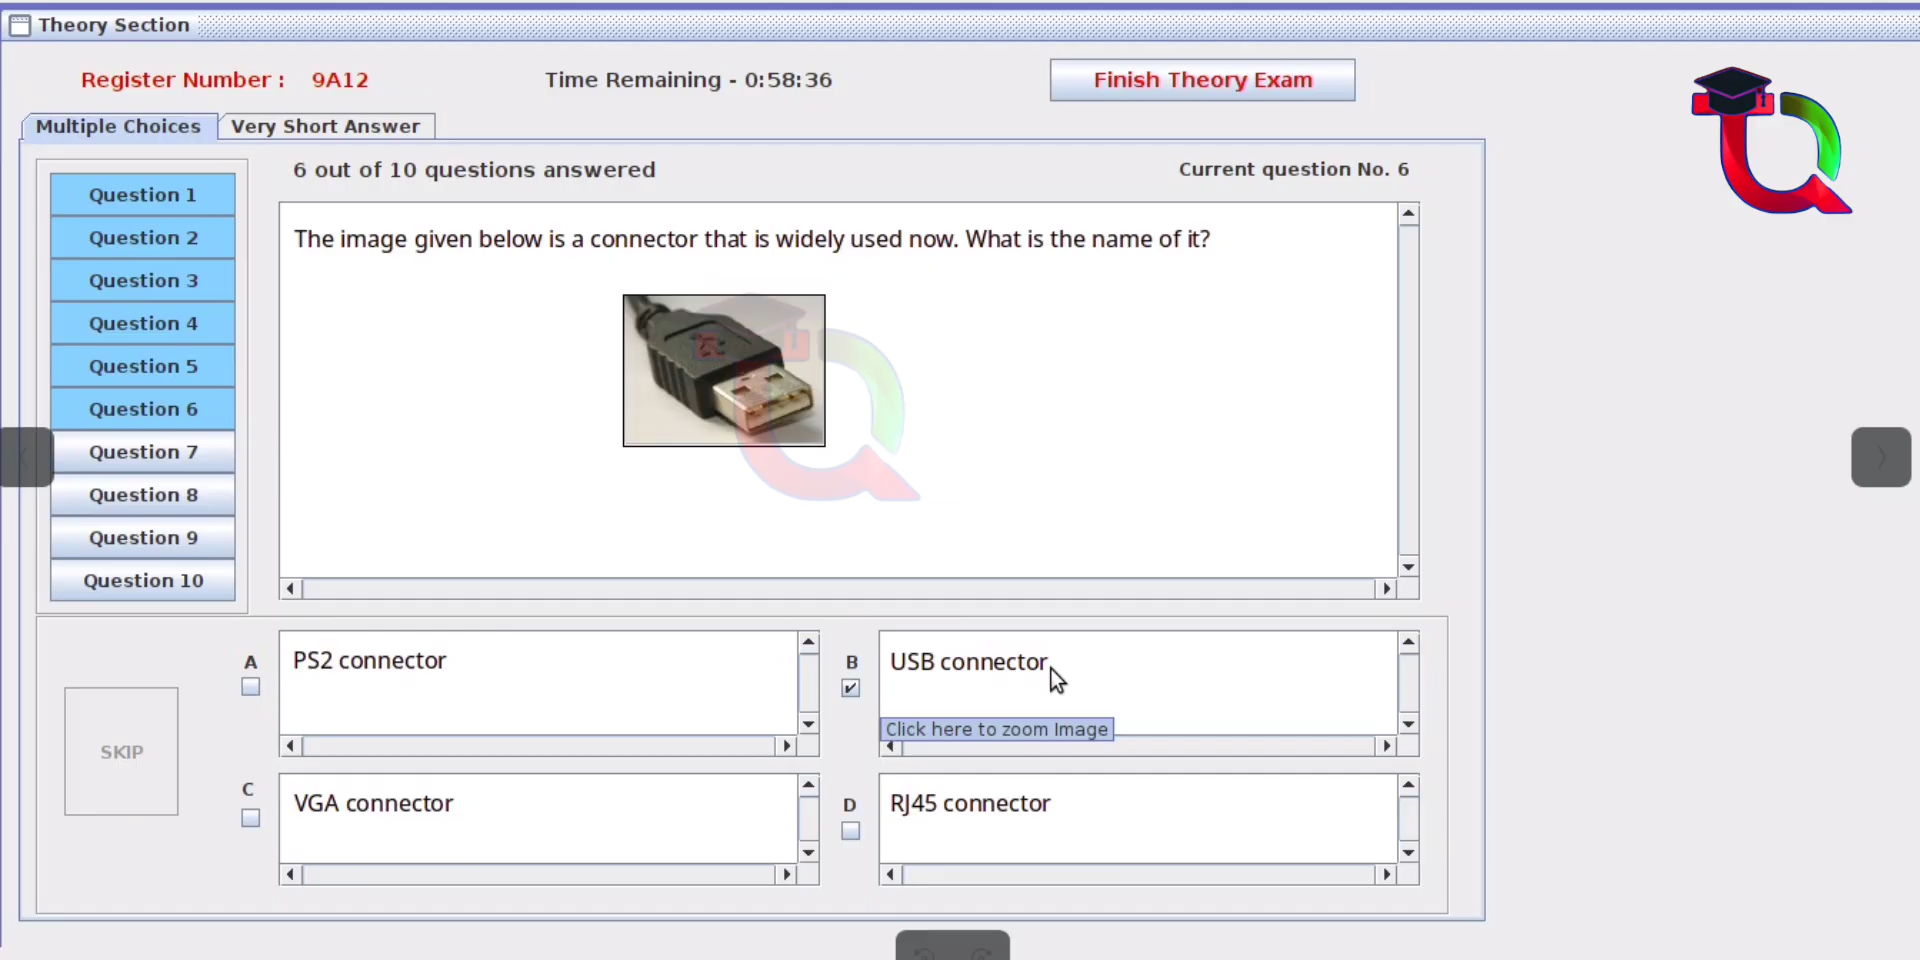 Theory Section
Register Number : 9A12
Time Remaining - 0:58:36
Finish Theory Exam
Multiple Choices
Very Short Answer
6 out of 10 questions answered
Current question No. 6
Question 1
Question 2
Question 3
Question 4
Question 5
Question 6
Question 7
Question 8
Question 9
Question 10
The image given below is a connector that is widely used now. What is the name of it?
SKIP
A
PS2 connector
B
USB connector
Click here to zoom Image
C
VGA connector
D
RJ45 connector